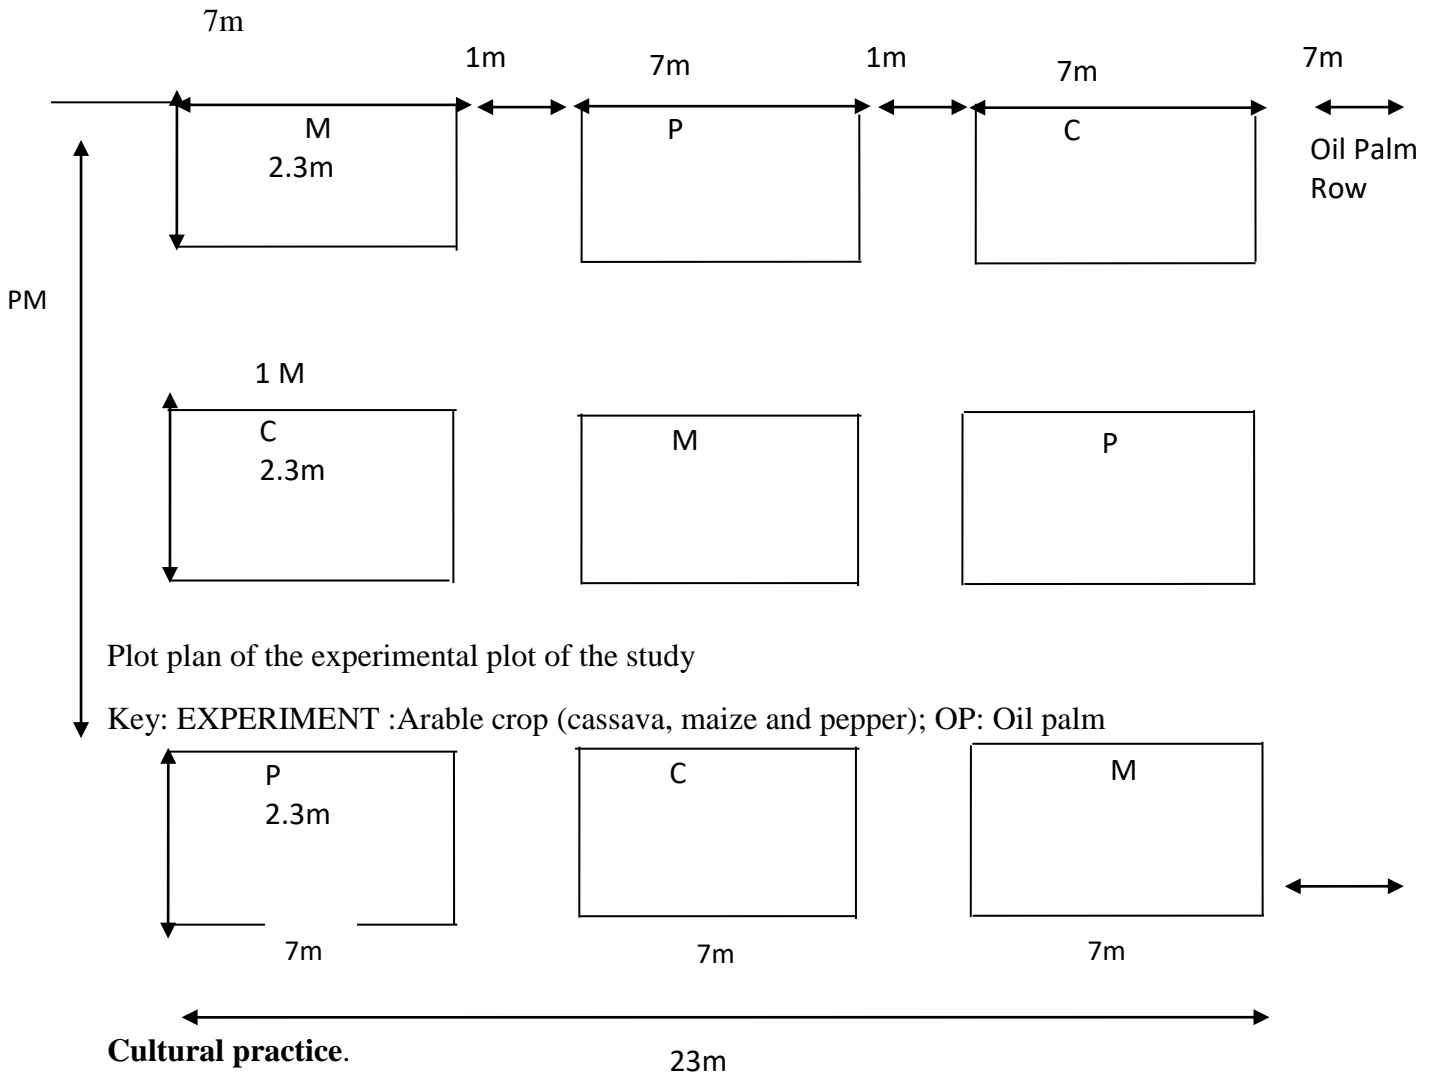 7m
1m 7m 1m 7m 7m
M P C
2.3m
Oil Palm
Row
PM
1 M
C M P
2.3m
Plot plan of the experimental plot of the study
Key: EXPERIMENT :Arable crop (cassava, maize and pepper); OP: Oil palm
P C M
2.3m
7m 7m 7m
Cultural practice.
23m